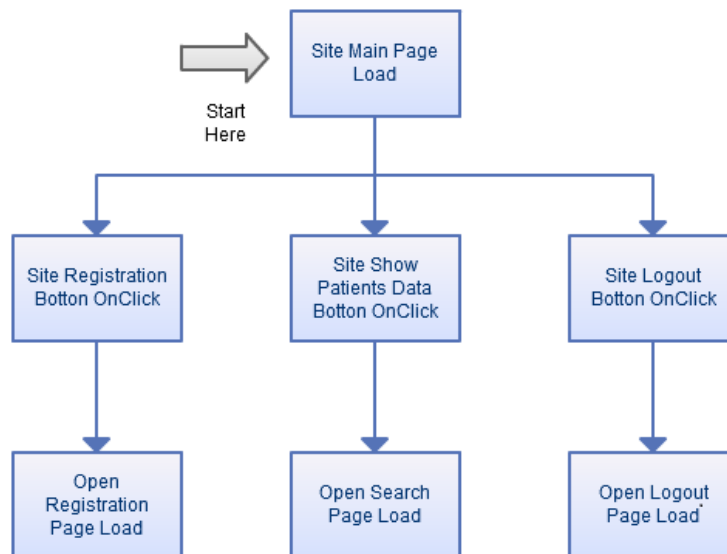 Site Main Page
Load
Start
Here
Site Registration
Botton OnClick
Site Show
Patients Data
Botton OnClick
Site Logout
Botton OnClick
Open
Registration
Page Load
Open Search
Page Load
Open Logout
Page Load